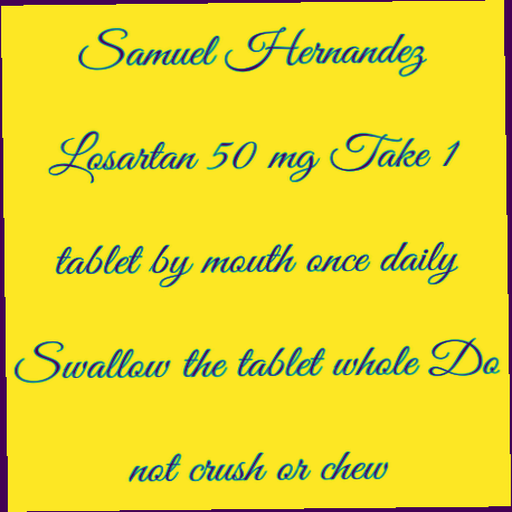 Samuel Hernandez
Losartan 50 mg Take 1
tablet by mouth once daily
Swallow the tablet whole Do
not crush or chew